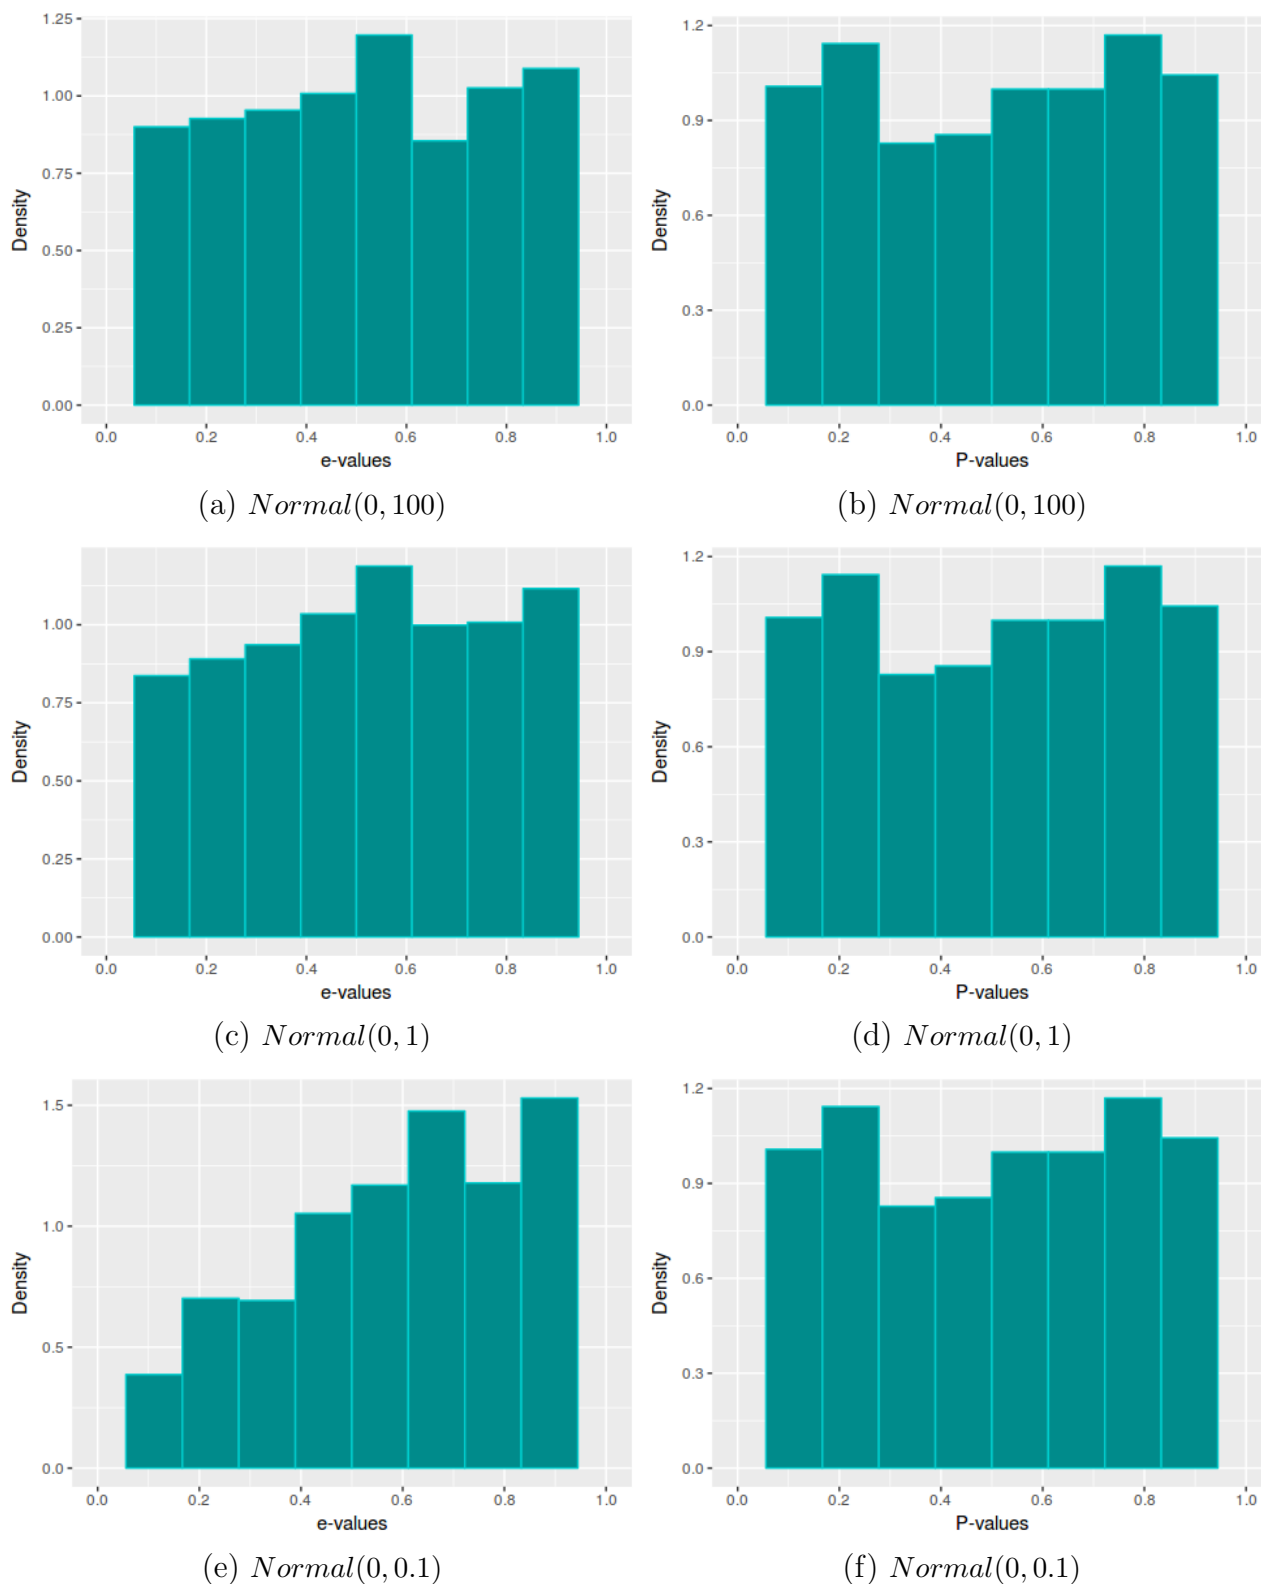 1.25
1.00
0.75
0.50
0.25
0.00
Density
0.0 0.2 0.4 0.6 0.8 1.0
e-values
(a) Normal(0, 100)
1.2
0.9
0.6
0.3
0.0
Density
0.0 0.2 0.4 0.6 0.8 1.0
P-values
(b) Normal(0, 100)
1.00
0.75
0.50
0.25
0.00
Density
0.0 0.2 0.4 0.6 0.8 1.0
e-values
(c) Normal(0, 1)
1.2
0.9
0.6
0.3
0.0
Density
0.0 0.2 0.4 0.6 0.8 1.0
P-values
(d) Normal(0, 1)
1.5
1.0
0.5
0.0
Density
0.0 0.2 0.4 0.6 0.8 1.0
e-values
(e) Normal(0, 0.1)
1.2
0.9
0.6
0.3
0.0
Density
0.0 0.2 0.4 0.6 0.8 1.0
P-values
(f) Normal(0, 0.1)